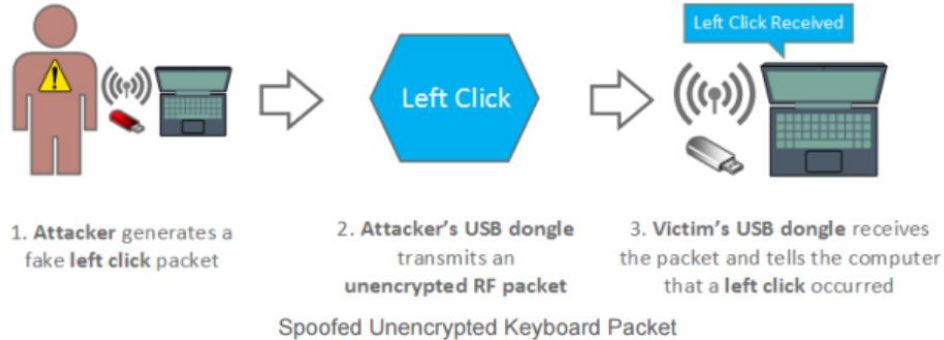 Left Click Received
Left Click
1. Attacker generates a
fake left click packet
2. Attacker's USB dongle
transmits an
unencrypted RF packet
3. Victim's USB dongle receives
the packet and tells the computer
that a left click occurred
Spoofed Unencrypted Keyboard Packet